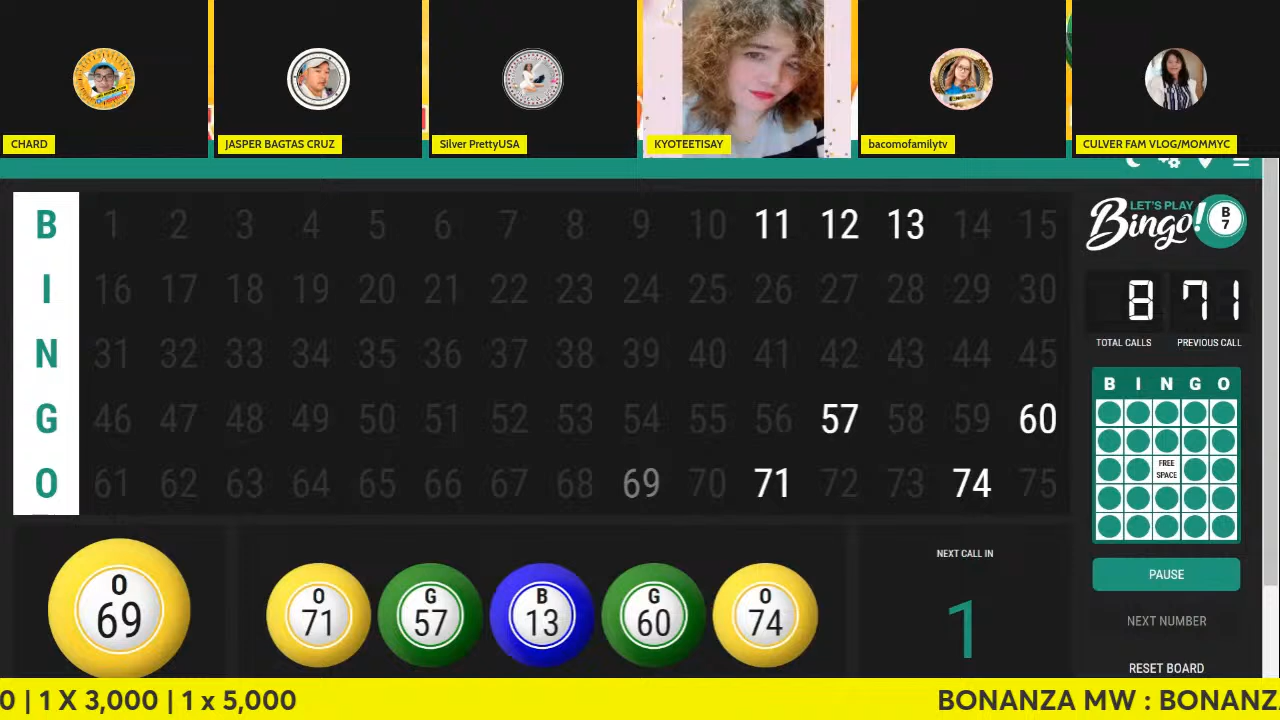 CHARD
JASPER BAGTAS CRUZ
Silver PrettyUSA
KYOTEETISAY
bacomofamilytv
CULVER FAM VLOG/MOMMYC
B 1 2 3 4 5 6 7 8 9 10 11 12 13 14 15
I 16 17 18 19 20 21 22 23 24 25 26 27 28 29 30
N 31 32 33 34 35 36 37 38 39 40 41 42 43 44 45
G 46 47 48 49 50 51 52 53 54 55 56 57 58 59 60
O 61 62 63 64 65 66 67 68 69 70 71 72 73 74 75
LET'S PLAY
Bingo!
B
7
8 71
TOTAL CALLS PREVIOUS CALL
B I N G O
FREE
SPACE
O
69
O
71
G
57
B
13
G
60
O
74
NEXT CALL IN
1
PAUSE
NEXT NUMBER
RESET BOARD
0 | 1 X 3,000 | 1 x 5,000
BONANZA MW : BONANZ